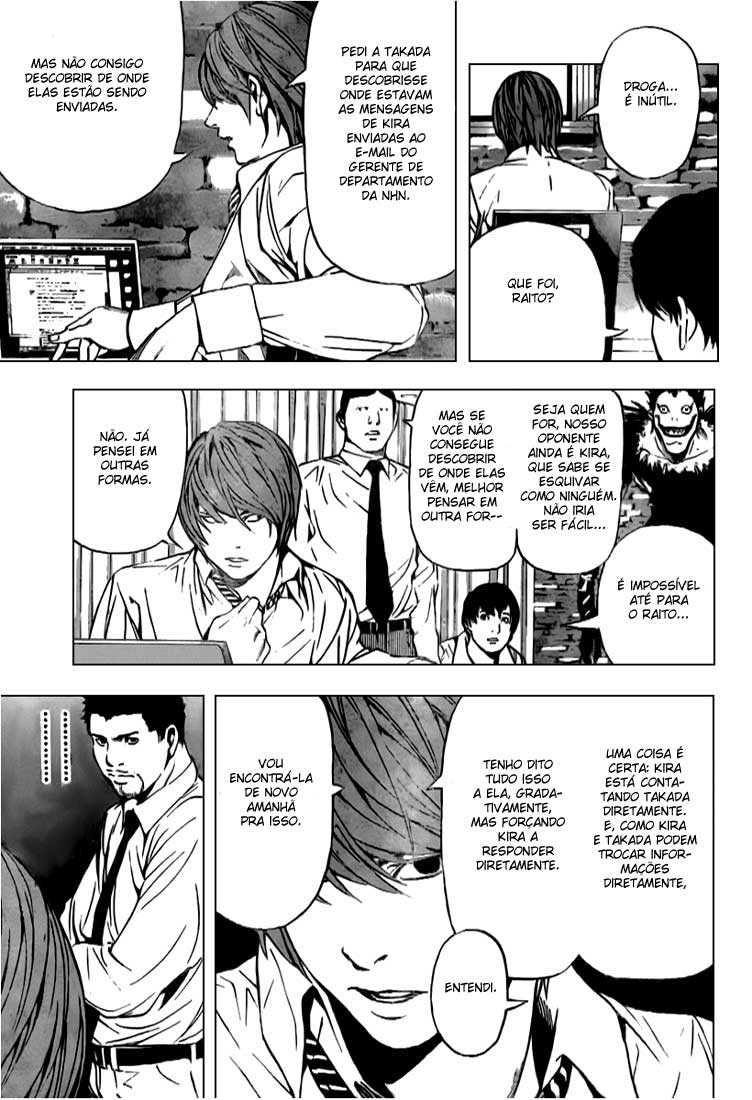 DROGA...
É INÚTIL.
QUE FOI,
RAITO?
PEDI A TAKADA
PARA QUE
DESCOBRISSE
ONDE ESTAVAM
AS MENSAGENS
DE KIRA
ENVIADAS AO
E-MAIL DO
GERENTE DE
DEPARTAMENTO
DA NHN.
MAS NÃO CONSIGO
DESCOBRIR DE ONDE
ELAS ESTÃO SENDO
ENVIADAS.
É IMPOSSÍVEL
ATÉ PARA
O RAITO...
SEJA QUEM
FOR, NOSSO
OPONENTE
AINDA É KIRA,
QUE SABE SE
ESQUIVAR
COMO NINGUÉM.
NÃO IRIA
SER FÁCIL...
MAS SE
VOCÊ NÃO
CONSEGUE
DESCOBRIR
DE ONDE ELAS
VÊM, MELHOR
PENSAR EM
OUTRA FOR--
NÃO. JÁ
PENSEI EM
OUTRAS
FORMAS.
UMA COISA É
CERTA: KIRA
ESTÁ CONTA-
TANDO TAKADA
DIRETAMENTE.
E, COMO KIRA
E TAKADA PODEM
TROCAR INFOR-
MAÇÕES
DIRETAMENTE,
TENHO DITO
TUDO ISSO
A ELA, GRADA-
TIVAMENTE,
MAS FORÇANDO
KIRA A
RESPONDER
DIRETAMENTE.
ENTENDI.
VOU
ENCONTRÁ-LA
DE NOVO
AMANHÃ
PRA ISSO.